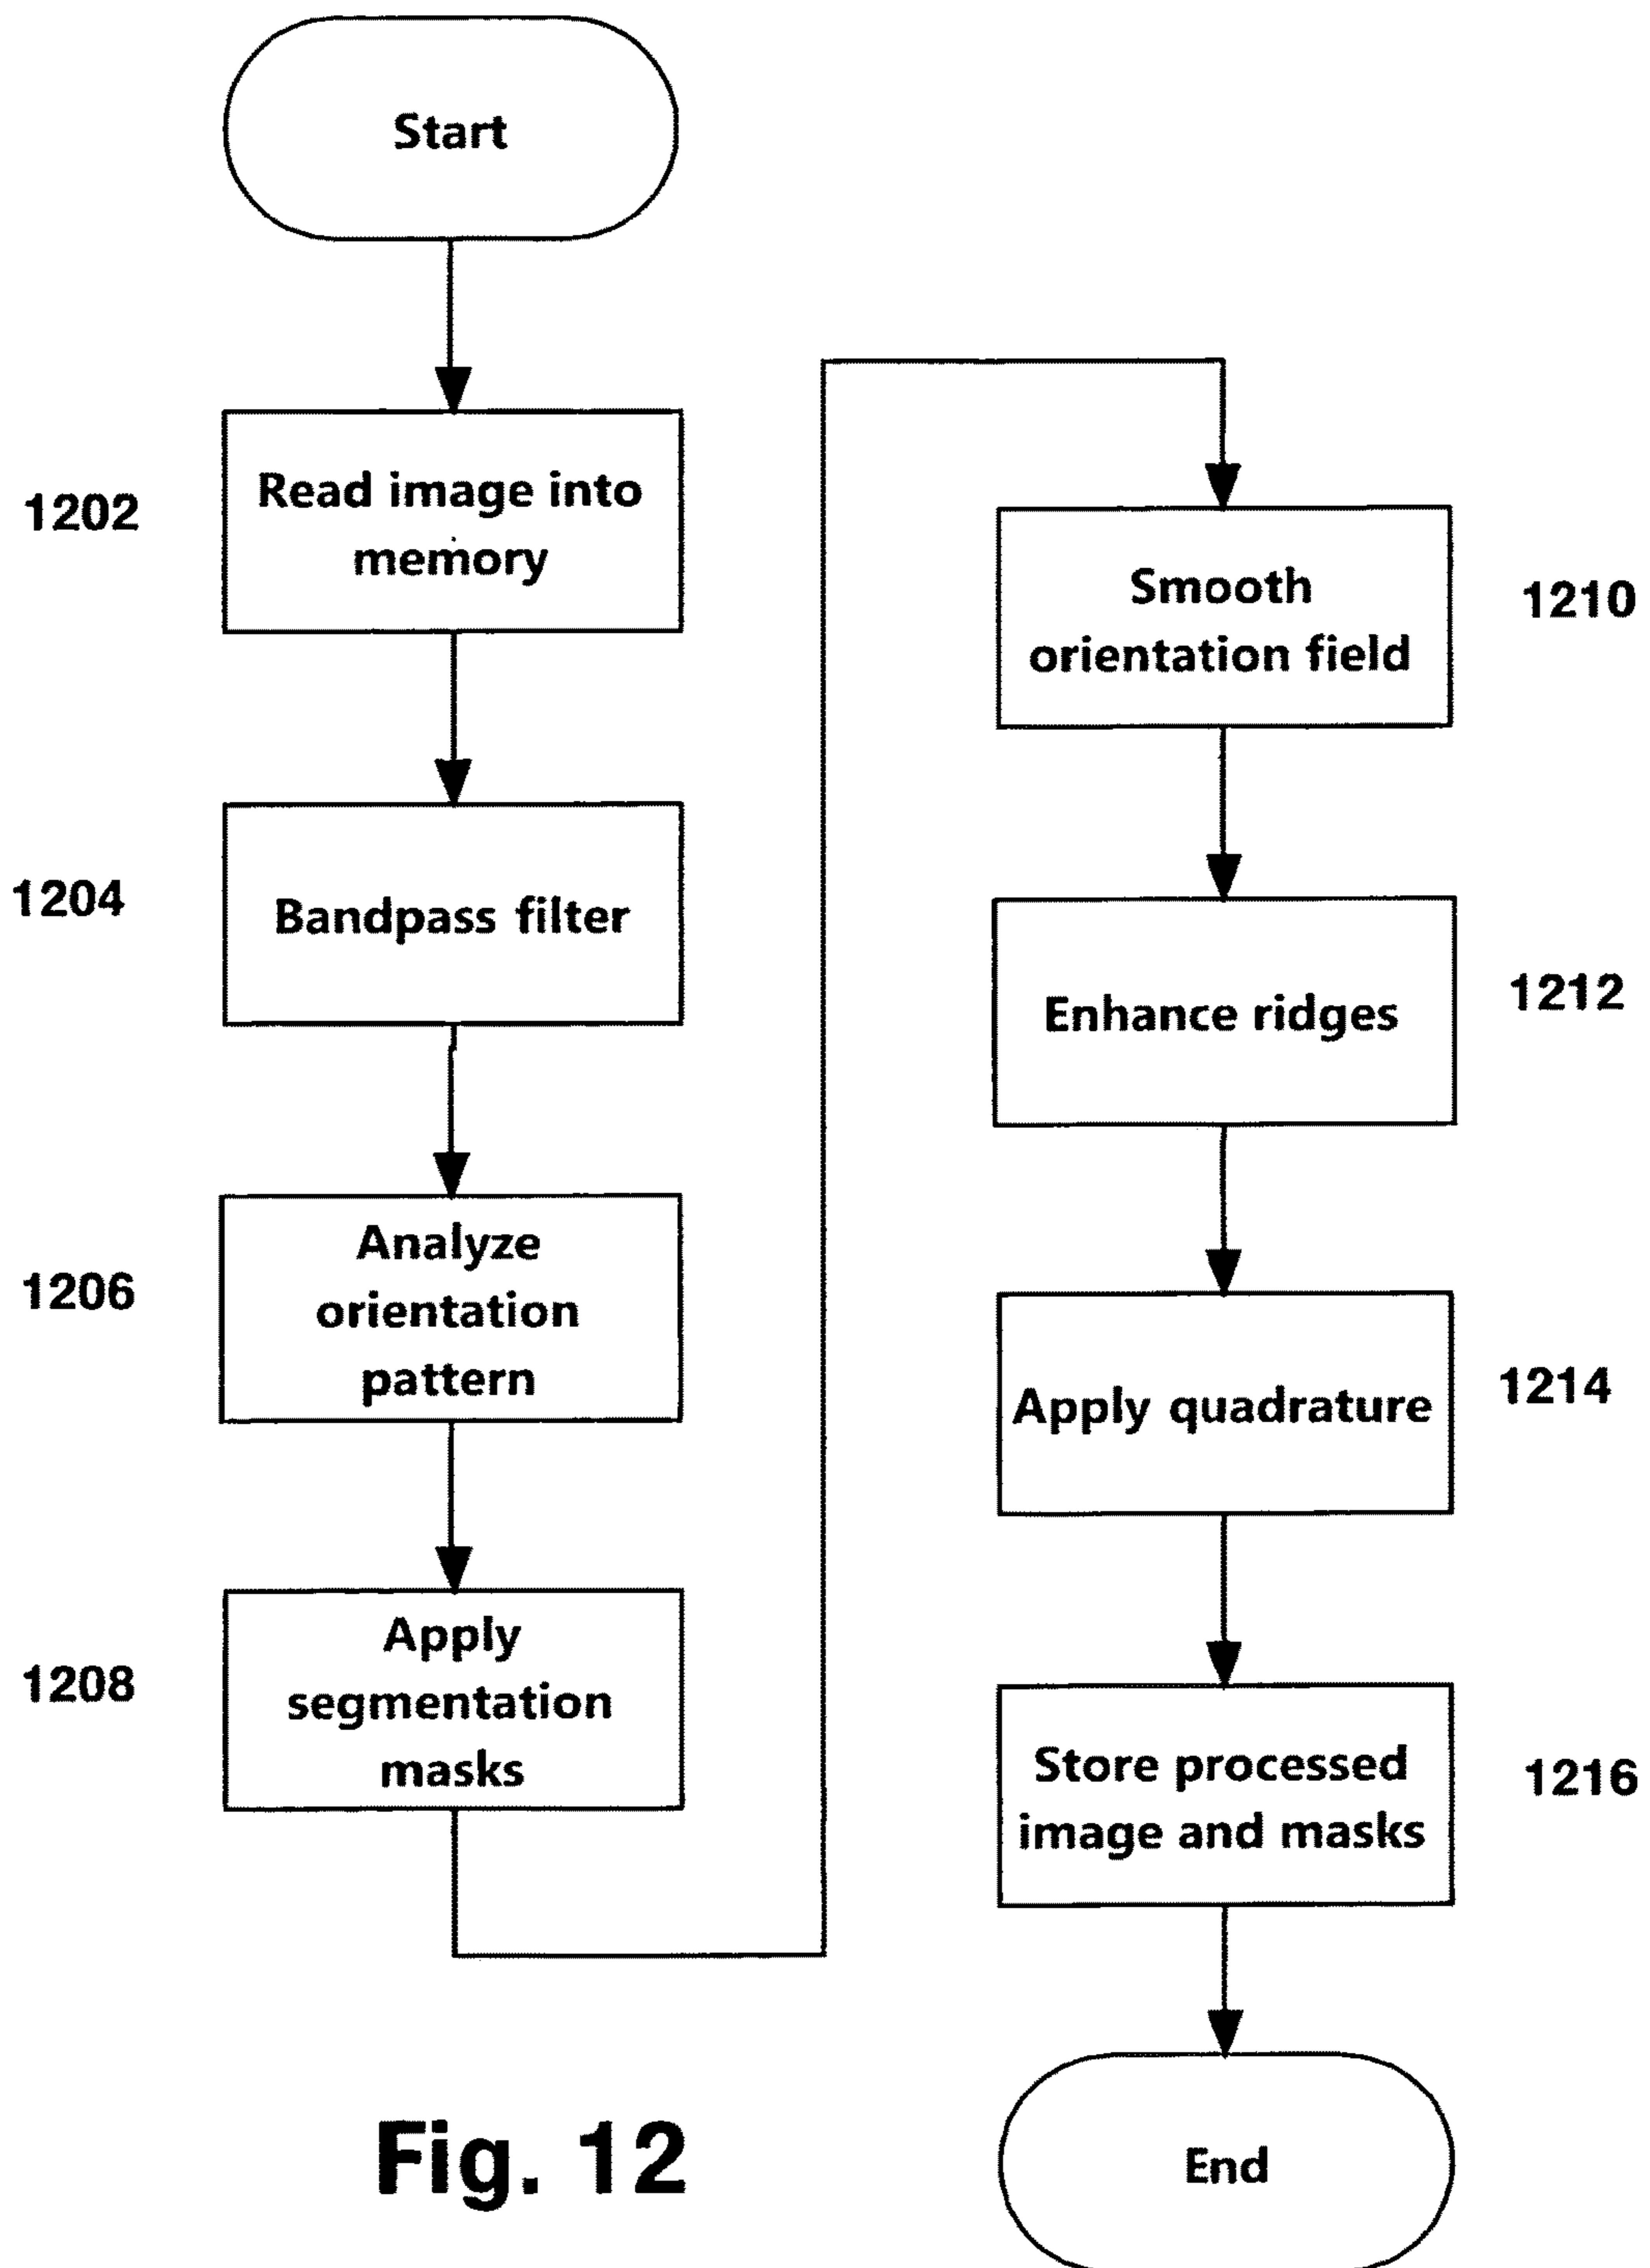 Start
1202
Read image into
memory
1204
Bandpass filter
1206
Analyze
orientation
pattern
1208
Apply
segmentation
masks
Smooth
orientation field
1210
Enhance ridges
1212
Apply quadrature
1214
Store processed
image and masks
1216
End
Fig. 12